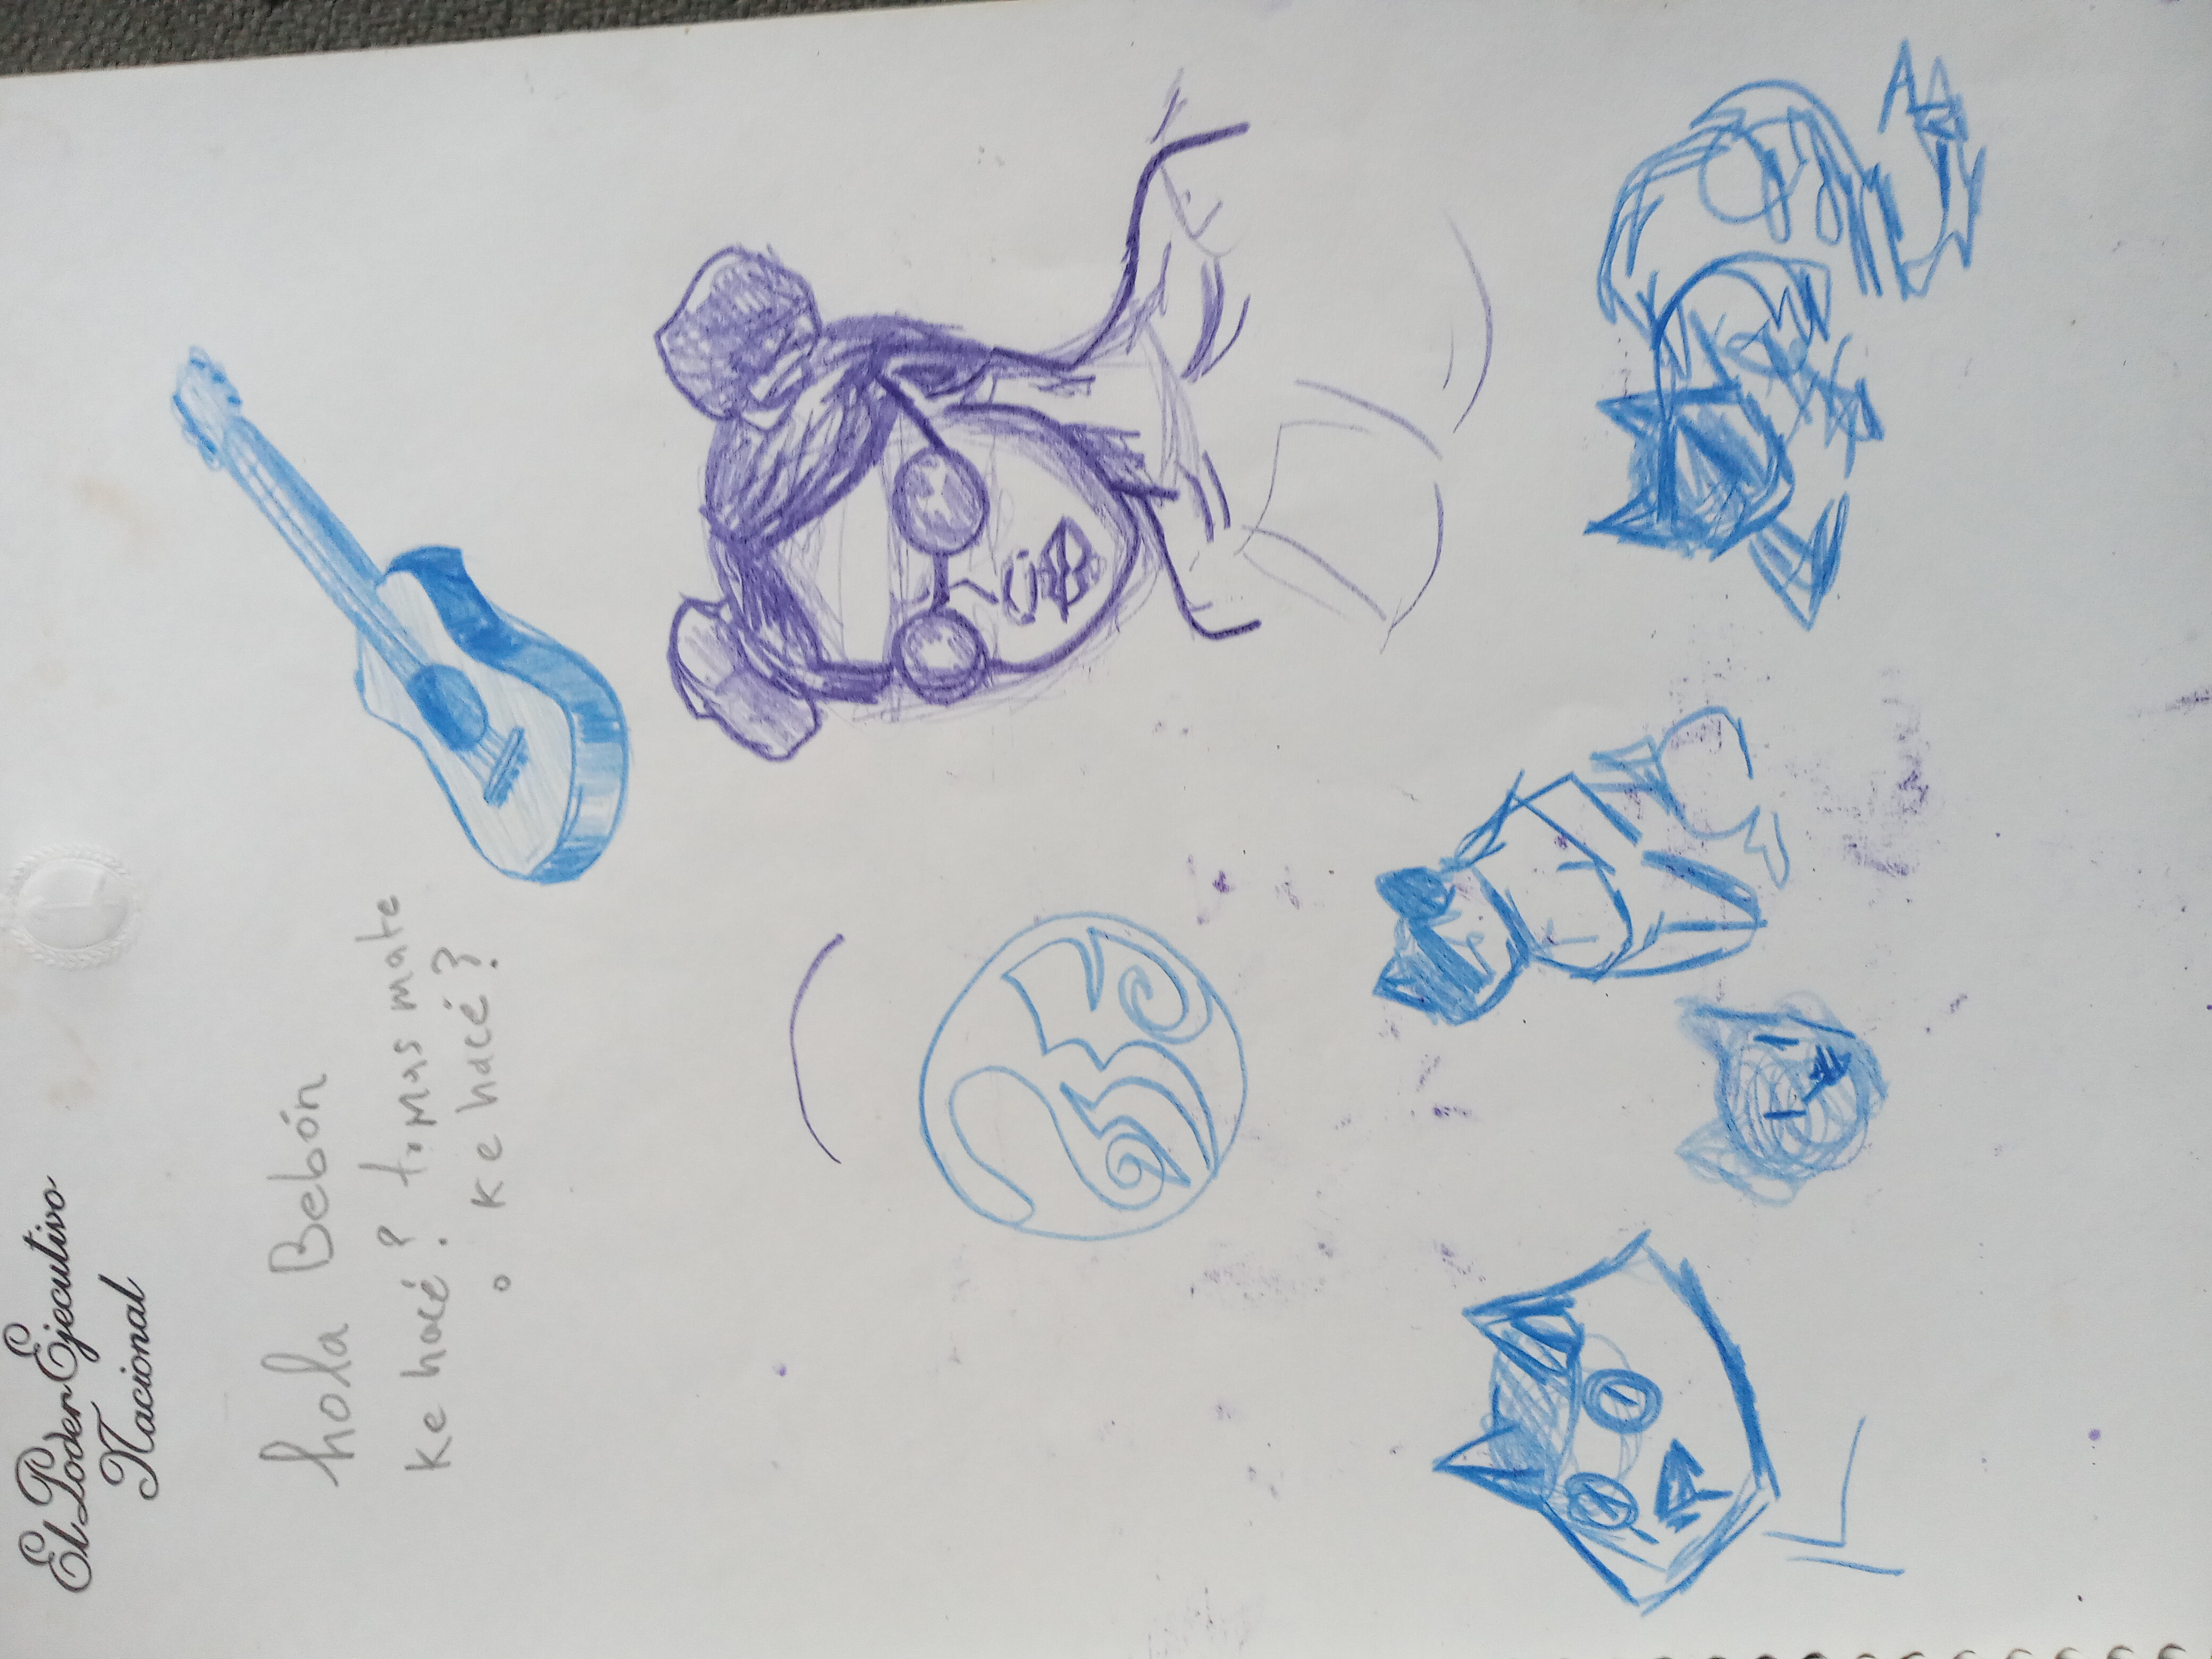 El Poder Ejecutivo
Nacional
hola Bebón
Ke hacé? tomas mate
o Ke hacé?